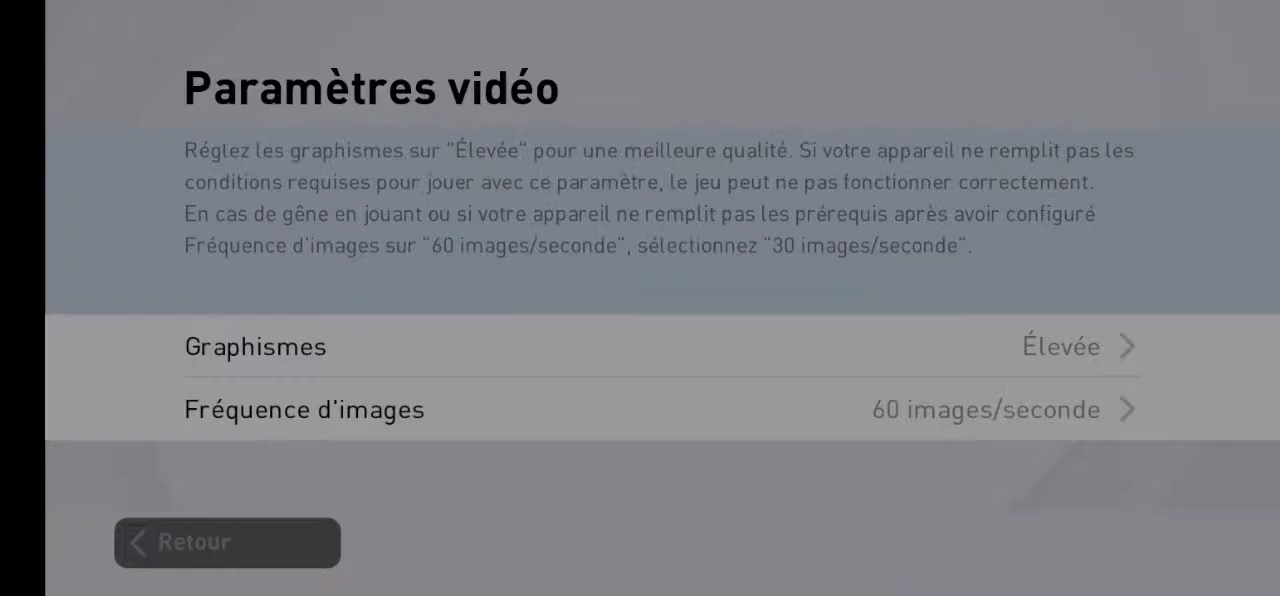 Paramètres vidéo
Réglez les graphismes sur "Élevée" pour une meilleure qualité. Si votre appareil ne remplit pas les
conditions requises pour jouer avec ce paramètre, le jeu peut ne pas fonctionner correctement.
En cas de gêne en jouant ou si votre appareil ne remplit pas les prérequis après avoir configuré
Fréquence d'images sur "60 images/seconde", sélectionnez "30 images/seconde".
Graphismes Élevée
Fréquence d'images 60 images/seconde
Retour